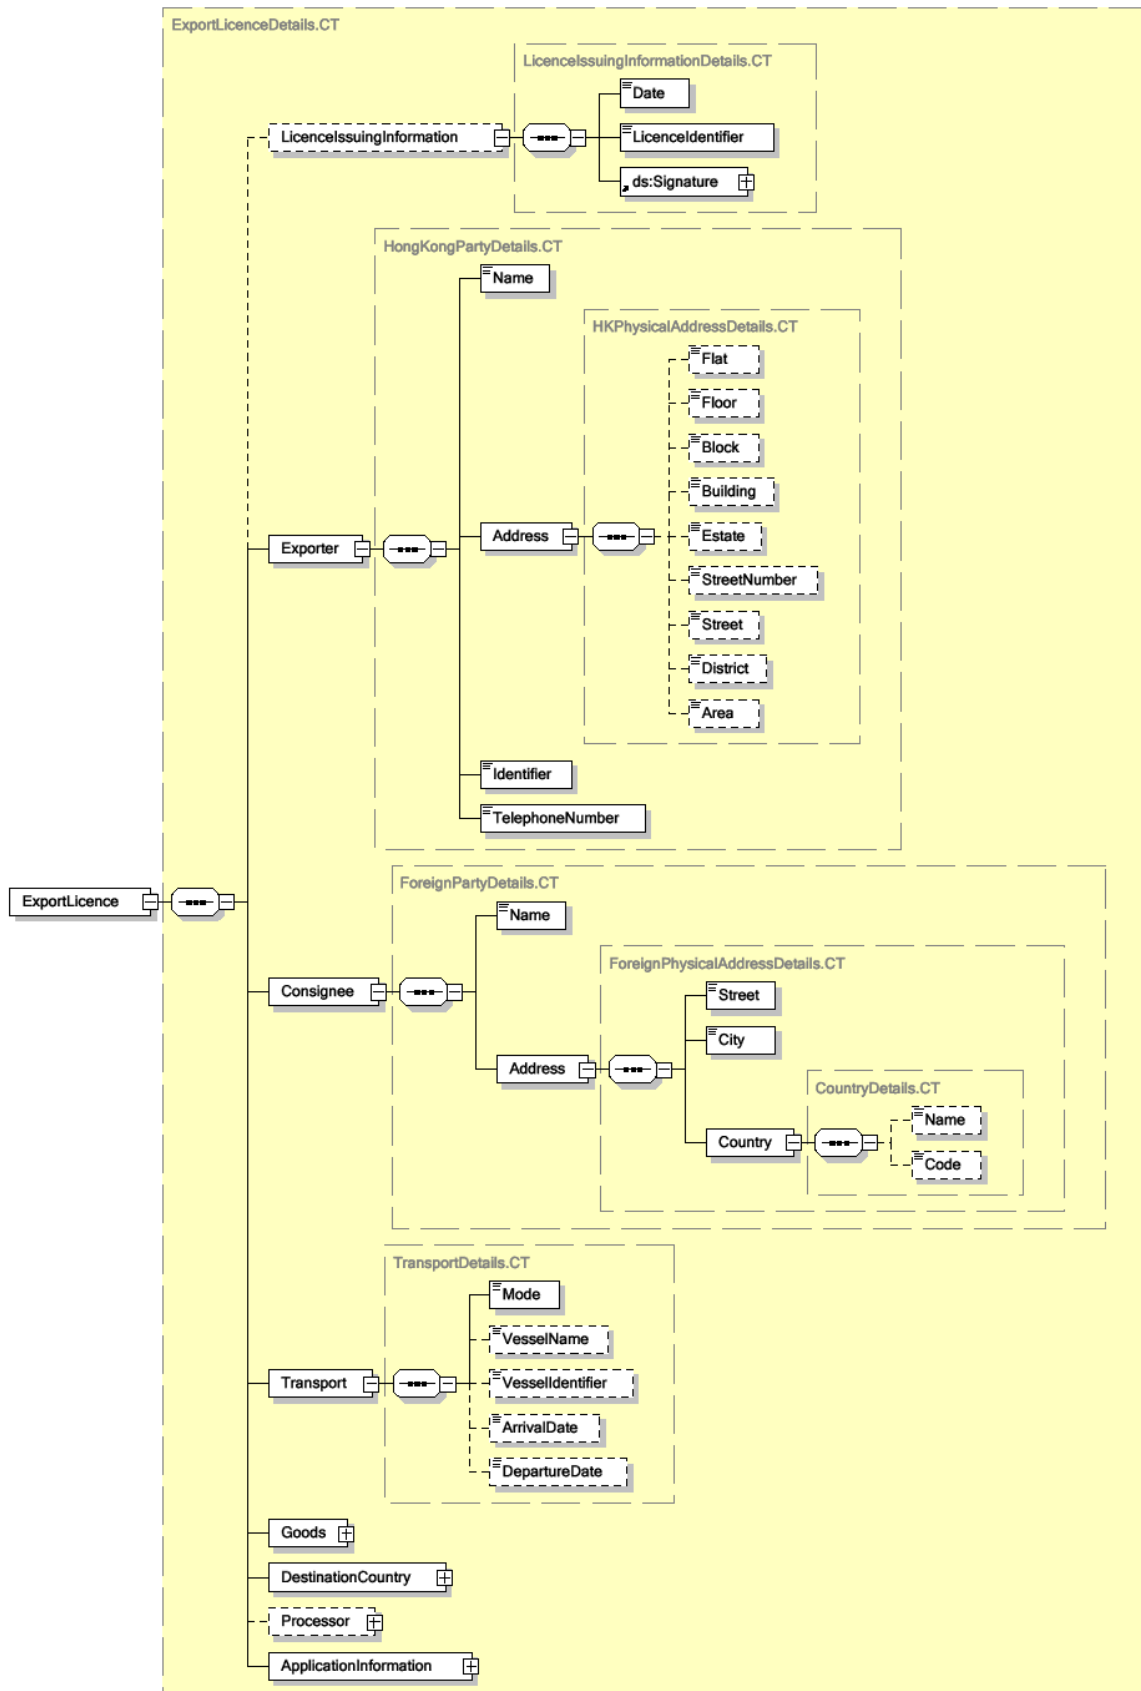 ExportLicenceDetails.CT
LicenceIssuingInformationDetails.CT
Date
LicenceIssuingInformation
LicenceIdentifier
ds:Signature
HongKongPartyDetails.CT
Name
HKPhysicalAddressDetails.CT
Flat
Floor
Block
Building
Address
Estate
Exporter
StreetNumber
Street
District
Area
Identifier
TelephoneNumber
ForeignPartyDetails.CT
ExportLicence
Name
ForeignPhysicalAddressDetails.CT
Consignee
Street
City
Address
CountryDetails.CT
Name
Country
Code
TransportDetails.CT
Mode
VesselName
Transport
VesselIdentifier
ArrivalDate
DepartureDate
Goods
DestinationCountry
Processor
ApplicationInformation